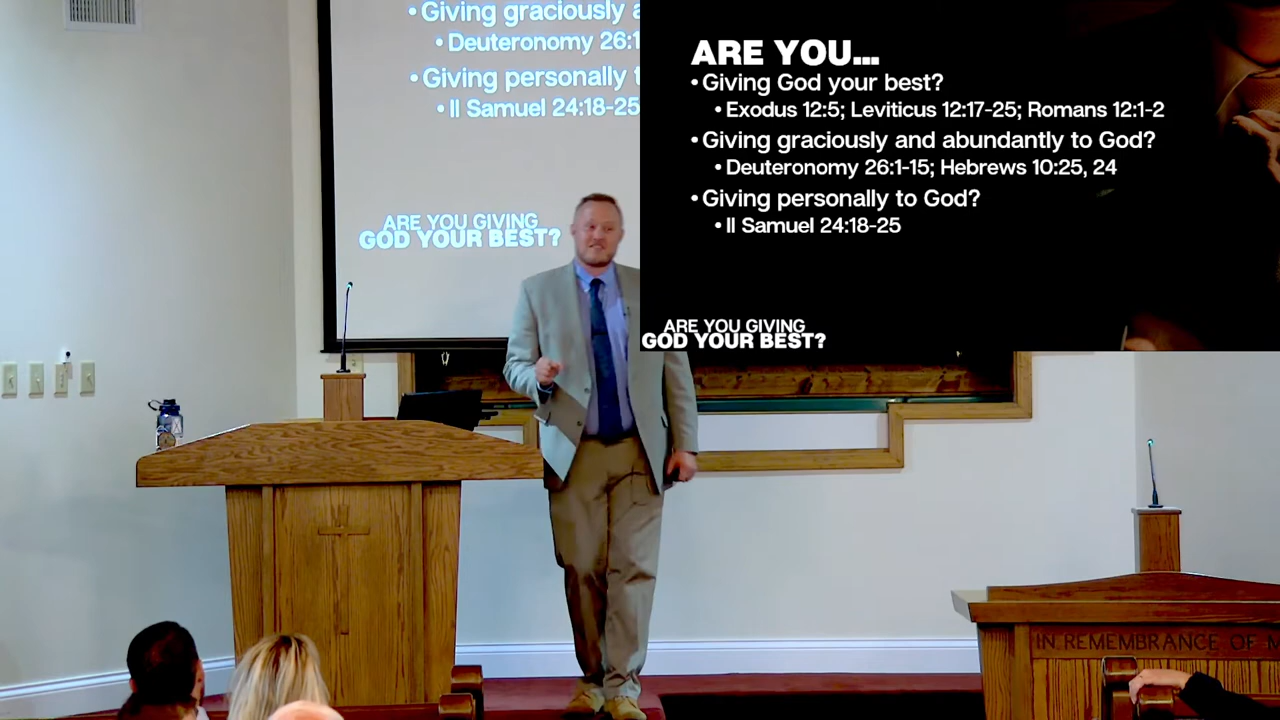 • Giving graciously a
• Deuteronomy 26:1
• Giving personally t
• II Samuel 24:18-25
ARE YOU GIVING
GOD YOUR BEST?
ARE YOU...
• Giving God your best?
• Exodus 12:5; Leviticus 12:17-25; Romans 12:1-2
• Giving graciously and abundantly to God?
• Deuteronomy 26:1-15; Hebrews 10:25, 24
• Giving personally to God?
• II Samuel 24:18-25
ARE YOU GIVING
GOD YOUR BEST?
IN REMEMBRANCE OF M